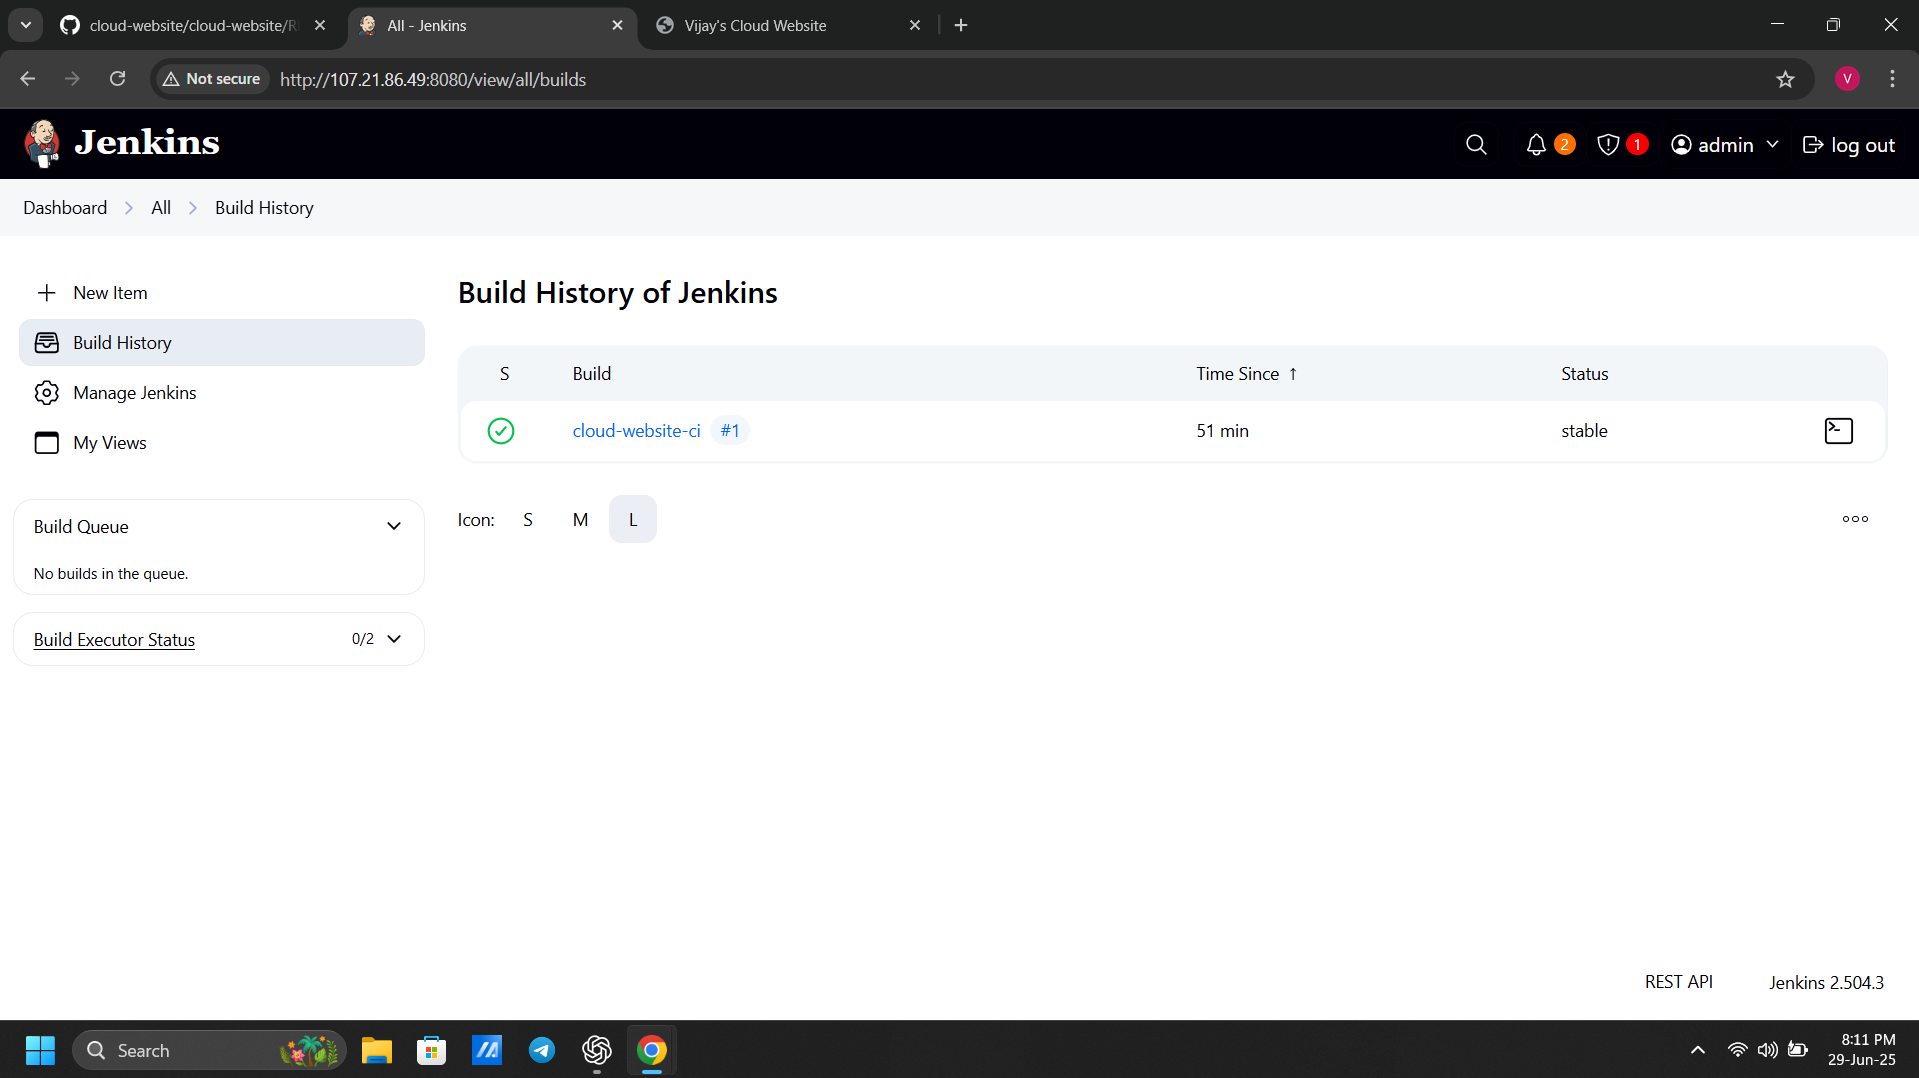 cloud-website/cloud-website/R
All - Jenkins
Vijay's Cloud Website
Not secure
http://107.21.86.49:8080/view/all/builds
V
Jenkins
2
1
admin
log out
Dashboard
All
Build History
New Item
Build History
Manage Jenkins
My Views
Build Queue
No builds in the queue.
Build Executor Status
0/2
Build History of Jenkins
S
Build
Time Since ↑
Status
cloud-website-ci
#1
51 min
stable
Icon:
S
M
L
REST API
Jenkins 2.504.3
Search
8:11 PM
29-Jun-25